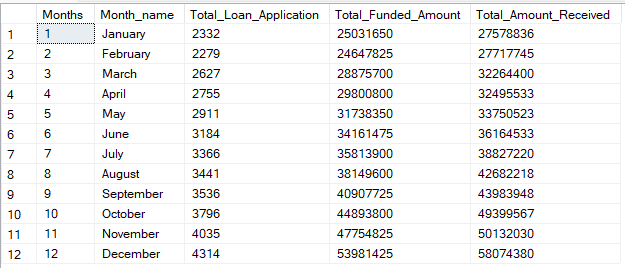 Months Month_name Total_Loan_Application Total_Funded_Amount Total_Amount_Received
1 1 January 2332 25031650 27578836
2 2 February 2279 24647825 27717745
3 3 March 2627 28875700 32264400
4 4 April 2755 29800800 32495533
5 5 May 2911 31738350 33750523
6 6 June 3184 34161475 36164533
7 7 July 3366 35813900 38827220
8 8 August 3441 38149600 42682218
9 9 September 3536 40907725 43983948
10 10 October 3796 44893800 49399567
11 11 November 4035 47754825 50132030
12 12 December 4314 53981425 58074380